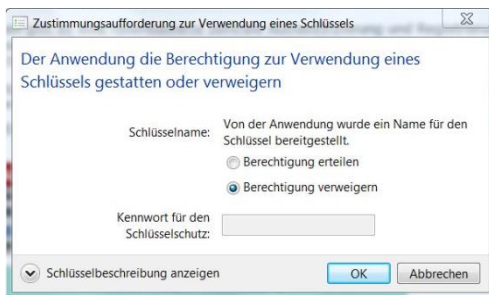 Zustimmungsaufforderung zur Verwendung eines Schlüssels
Der Anwendung die Berechtigung zur Verwendung eines
Schlüssels gestatten oder verweigern
Schlüsselname:
Von der Anwendung wurde ein Name für den
Schlüssel bereitgestellt.
Berechtigung erteilen
Berechtigung verweigern
Kennwort für den
Schlüsselschutz:
Schlüsselbeschreibung anzeigen
OK
Abbrechen